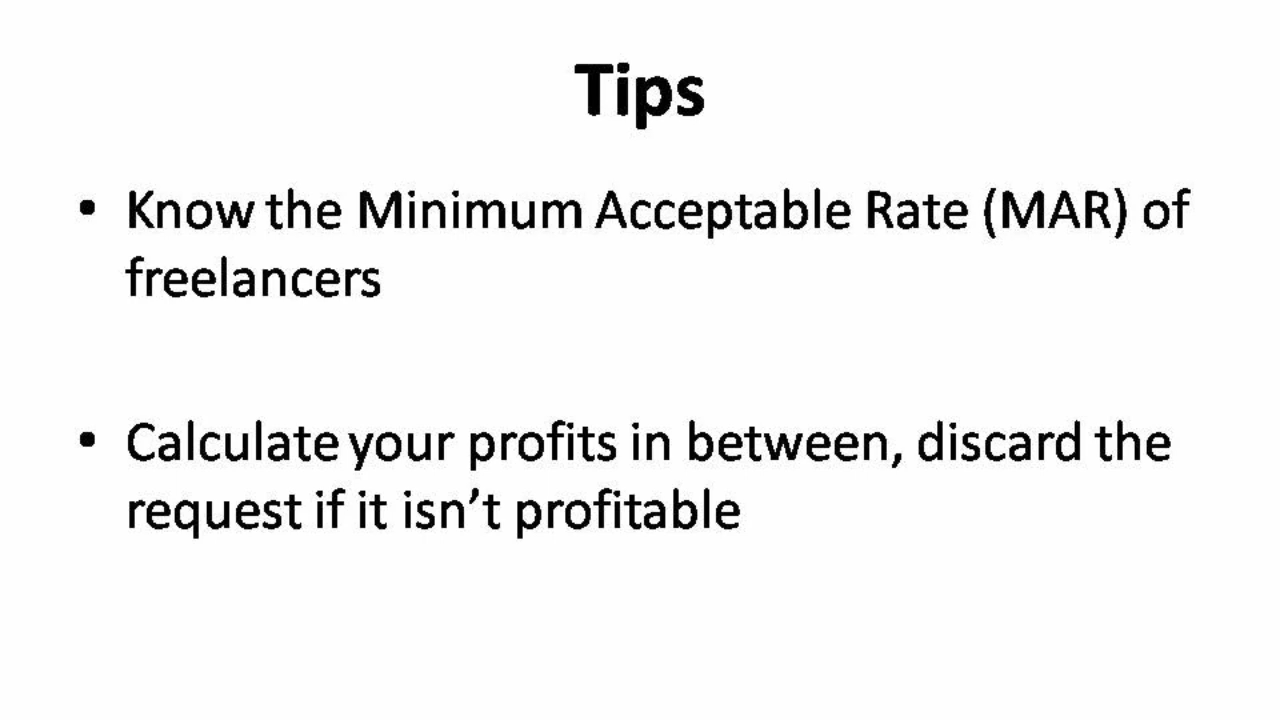 Tips
• Know the Minimum Acceptable Rate (MAR) of
freelancers
• Calculate your profits in between, discard the
request if it isn’t profitable